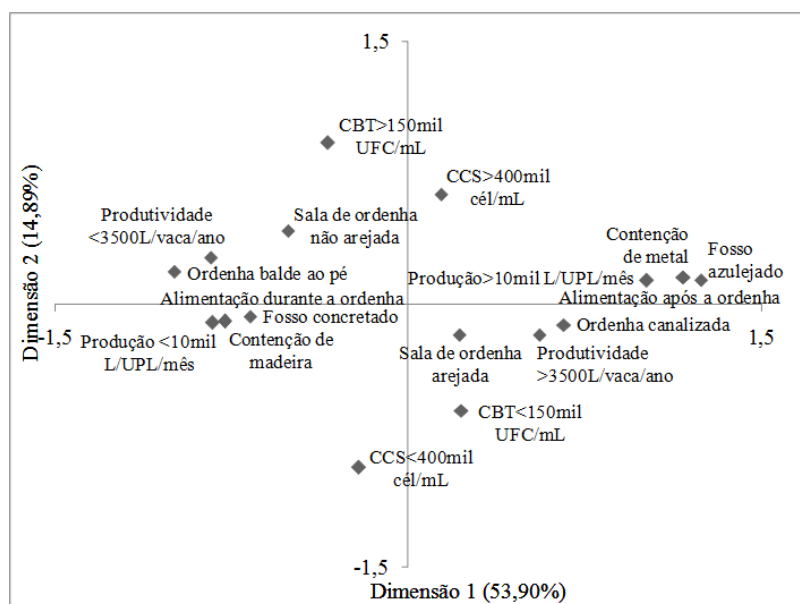 1,5
CBT>150mil
UFC/mL
CCS>400mil
cél/mL
Produtividade
<3500L/vaca/ano
Sala de ordenha
não arejada
Contenção
de metal
Fosso
azulejado
Ordenha balde ao pé
Produção>10mil L/UPL/mês
Alimentação durante a ordenha
Alimentação após a ordenha
Fosso concretado
Ordenha canalizada
-1,5
1,5
Produção <10mil
L/UPL/mês
Contenção de
madeira
Sala de ordenha
arejada
Produtividade
>3500L/vaca/ano
CBT<150mil
UFC/mL
CCS<400mil
cél/mL
-1,5
Dimensão 1 (53,90%)
Dimensão 2 (14,89%)